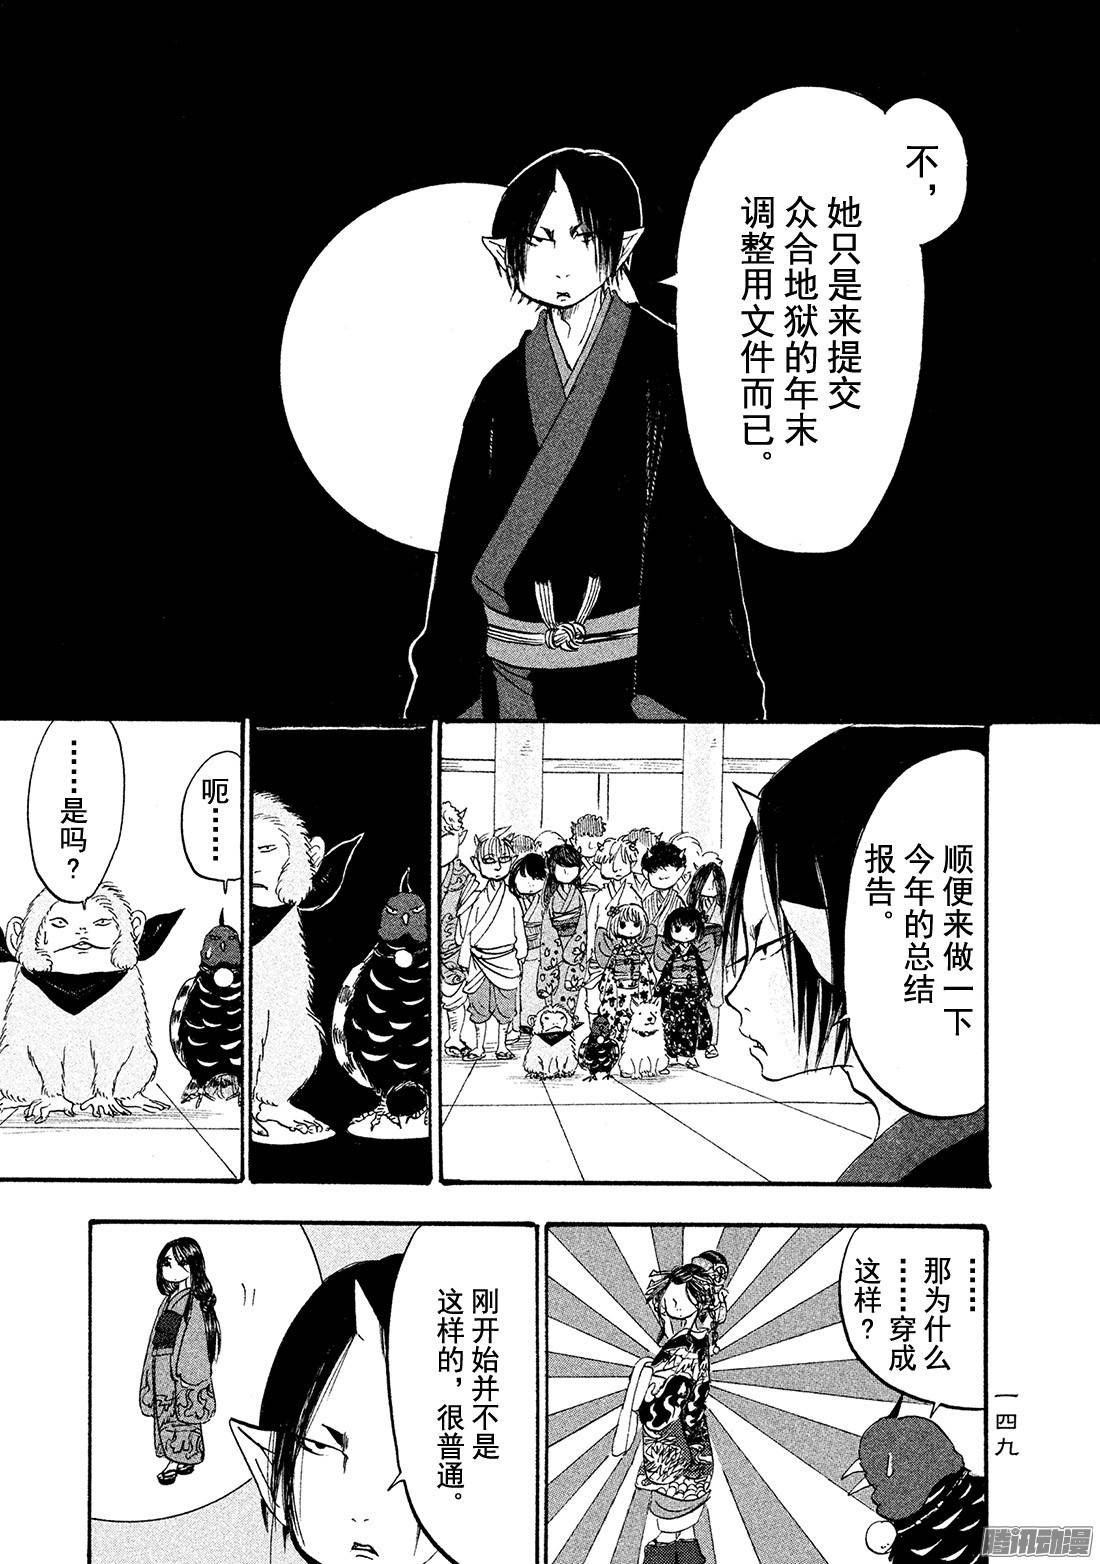 不，
她只是来提交
众合地狱的年末
调整用文件而已。
顺便来做一下
今年的总结
报告。
呃……
……是吗？
……
那为什么
……穿成
这样？
刚开始并不是
这样的，很普通。
一四九
腾讯动漫